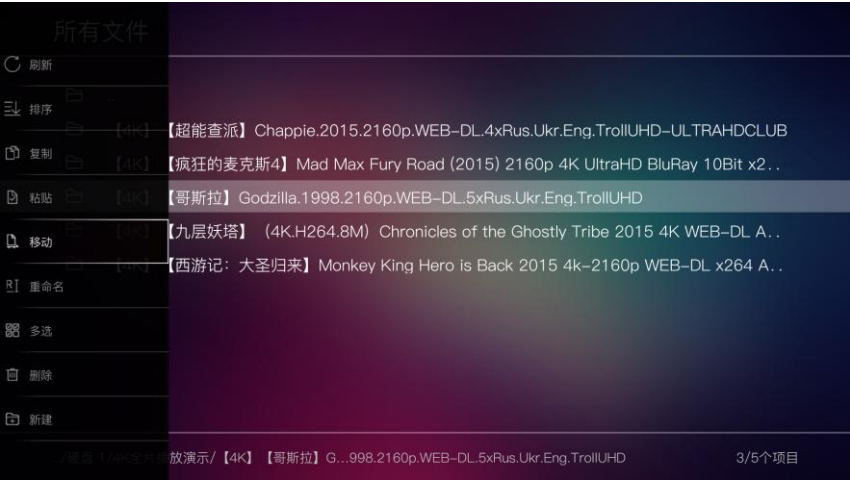 所有文件
刷新
排序
复制
粘贴
移动
重命名
多选
删除
新建
..
【4K】【超能查派】Chappie.2015.2160p.WEB-DL.4xRus.Ukr.Eng.TrollUHD-ULTRAHDCLUB
【4K】【疯狂的麦克斯4】Mad Max Fury Road (2015) 2160p 4K UltraHD BluRay 10Bit x2..
【4K】【哥斯拉】Godzilla.1998.2160p.WEB-DL.5xRus.Ukr.Eng.TrollUHD
【4K】【九层妖塔】（4K.H264.8M）Chronicles of the Ghostly Tribe 2015 4K WEB-DL A..
【4K】【西游记：大圣归来】Monkey King Hero is Back 2015 4k-2160p WEB-DL x264 A..
../硬盘 1/4K全片播放演示/【4K】【哥斯拉】G...998.2160p.WEB-DL.5xRus.Ukr.Eng.TrollUHD
3/5个项目